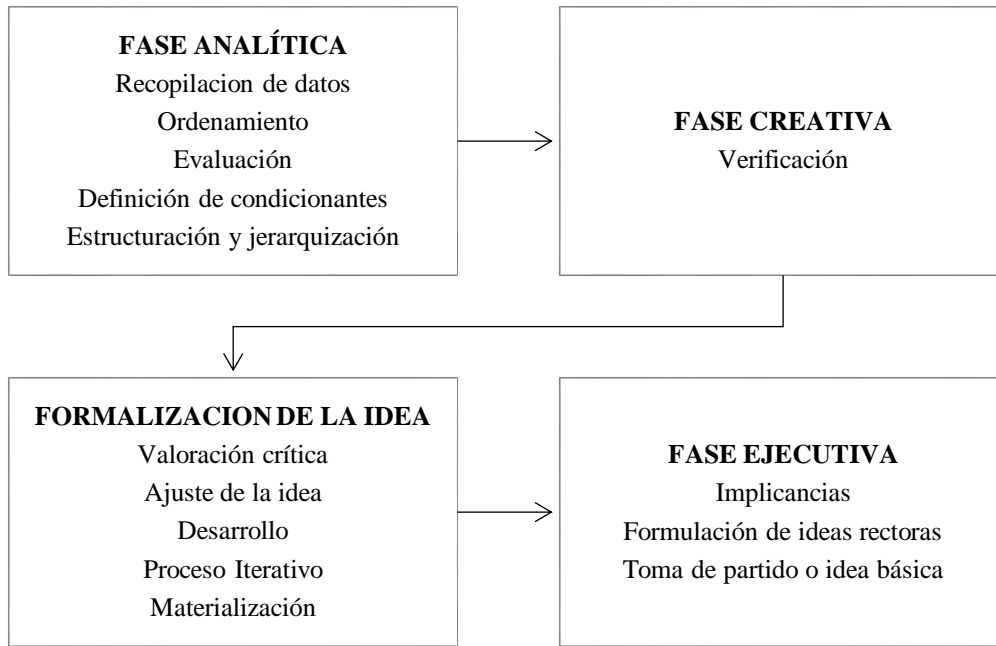 FASE ANALÍTICA
Recopilacion de datos
Ordenamiento
Evaluación
Definición de condicionantes
Estructuración y jerarquización
FASE CREATIVA
Verificación
FORMALIZACION DE LA IDEA
Valoración crítica
Ajuste de la idea
Desarrollo
Proceso Iterativo
Materialización
FASE EJECUTIVA
Implicancias
Formulación de ideas rectoras
Toma de partido o idea básica